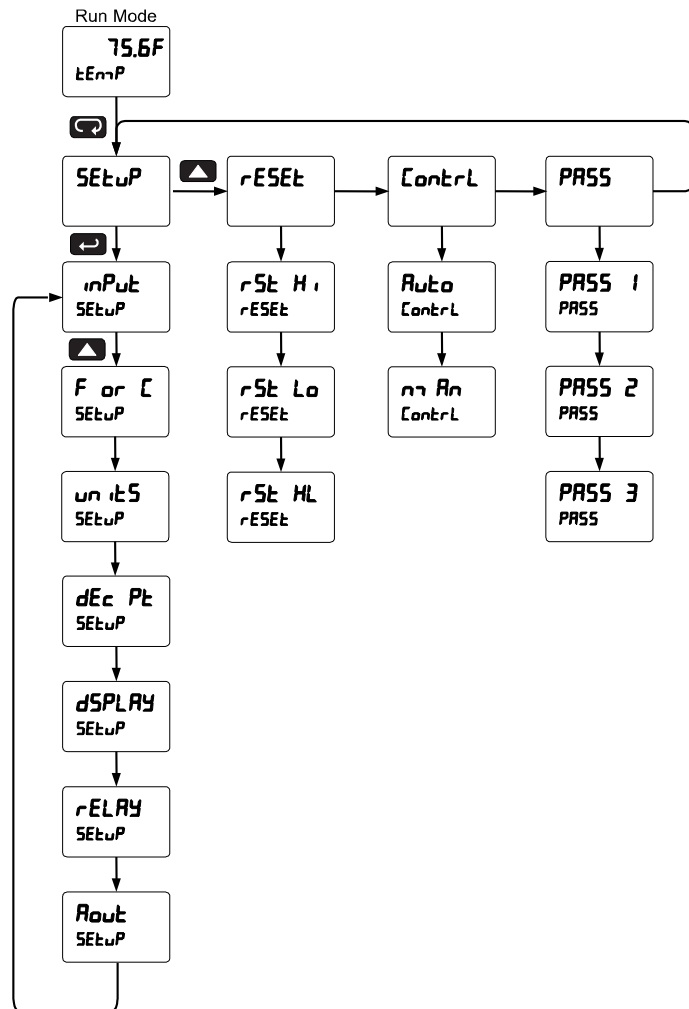 Run Mode
75.6F
tEmP
SEtuP
rESEt
ContrL
PASS
inPut
SEtuP
rSt Hi
rESEt
Auto
ContrL
PASS 1
PASS
F or C
SEtuP
rSt Lo
rESEt
mAn
ContrL
PASS 2
PASS
unitS
SEtuP
rSt HL
rESEt
PASS 3
PASS
dEc Pt
SEtuP
dSPLAY
SEtuP
rELAY
SEtuP
Aout
SEtuP